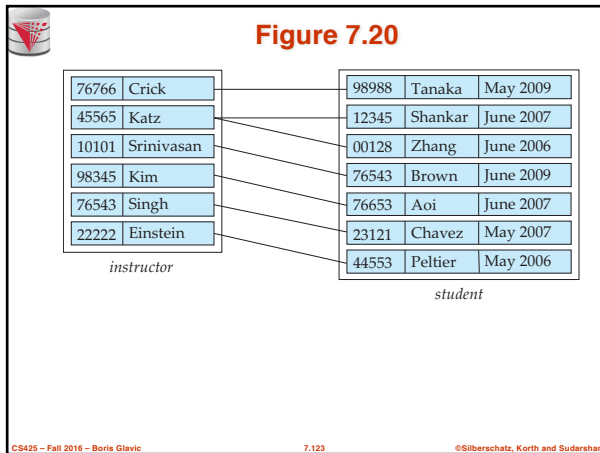 Figure 7.20
76766 Crick
45565 Katz
10101 Srinivasan
98345 Kim
76543 Singh
22222 Einstein
instructor
98988 Tanaka May 2009
12345 Shankar June 2007
00128 Zhang June 2006
76543 Brown June 2009
76653 Aoi June 2007
23121 Chavez May 2007
44553 Peltier May 2006
student
CS425 – Fall 2016 – Boris Glavic 7.123 ©Silberschatz, Korth and Sudarshan